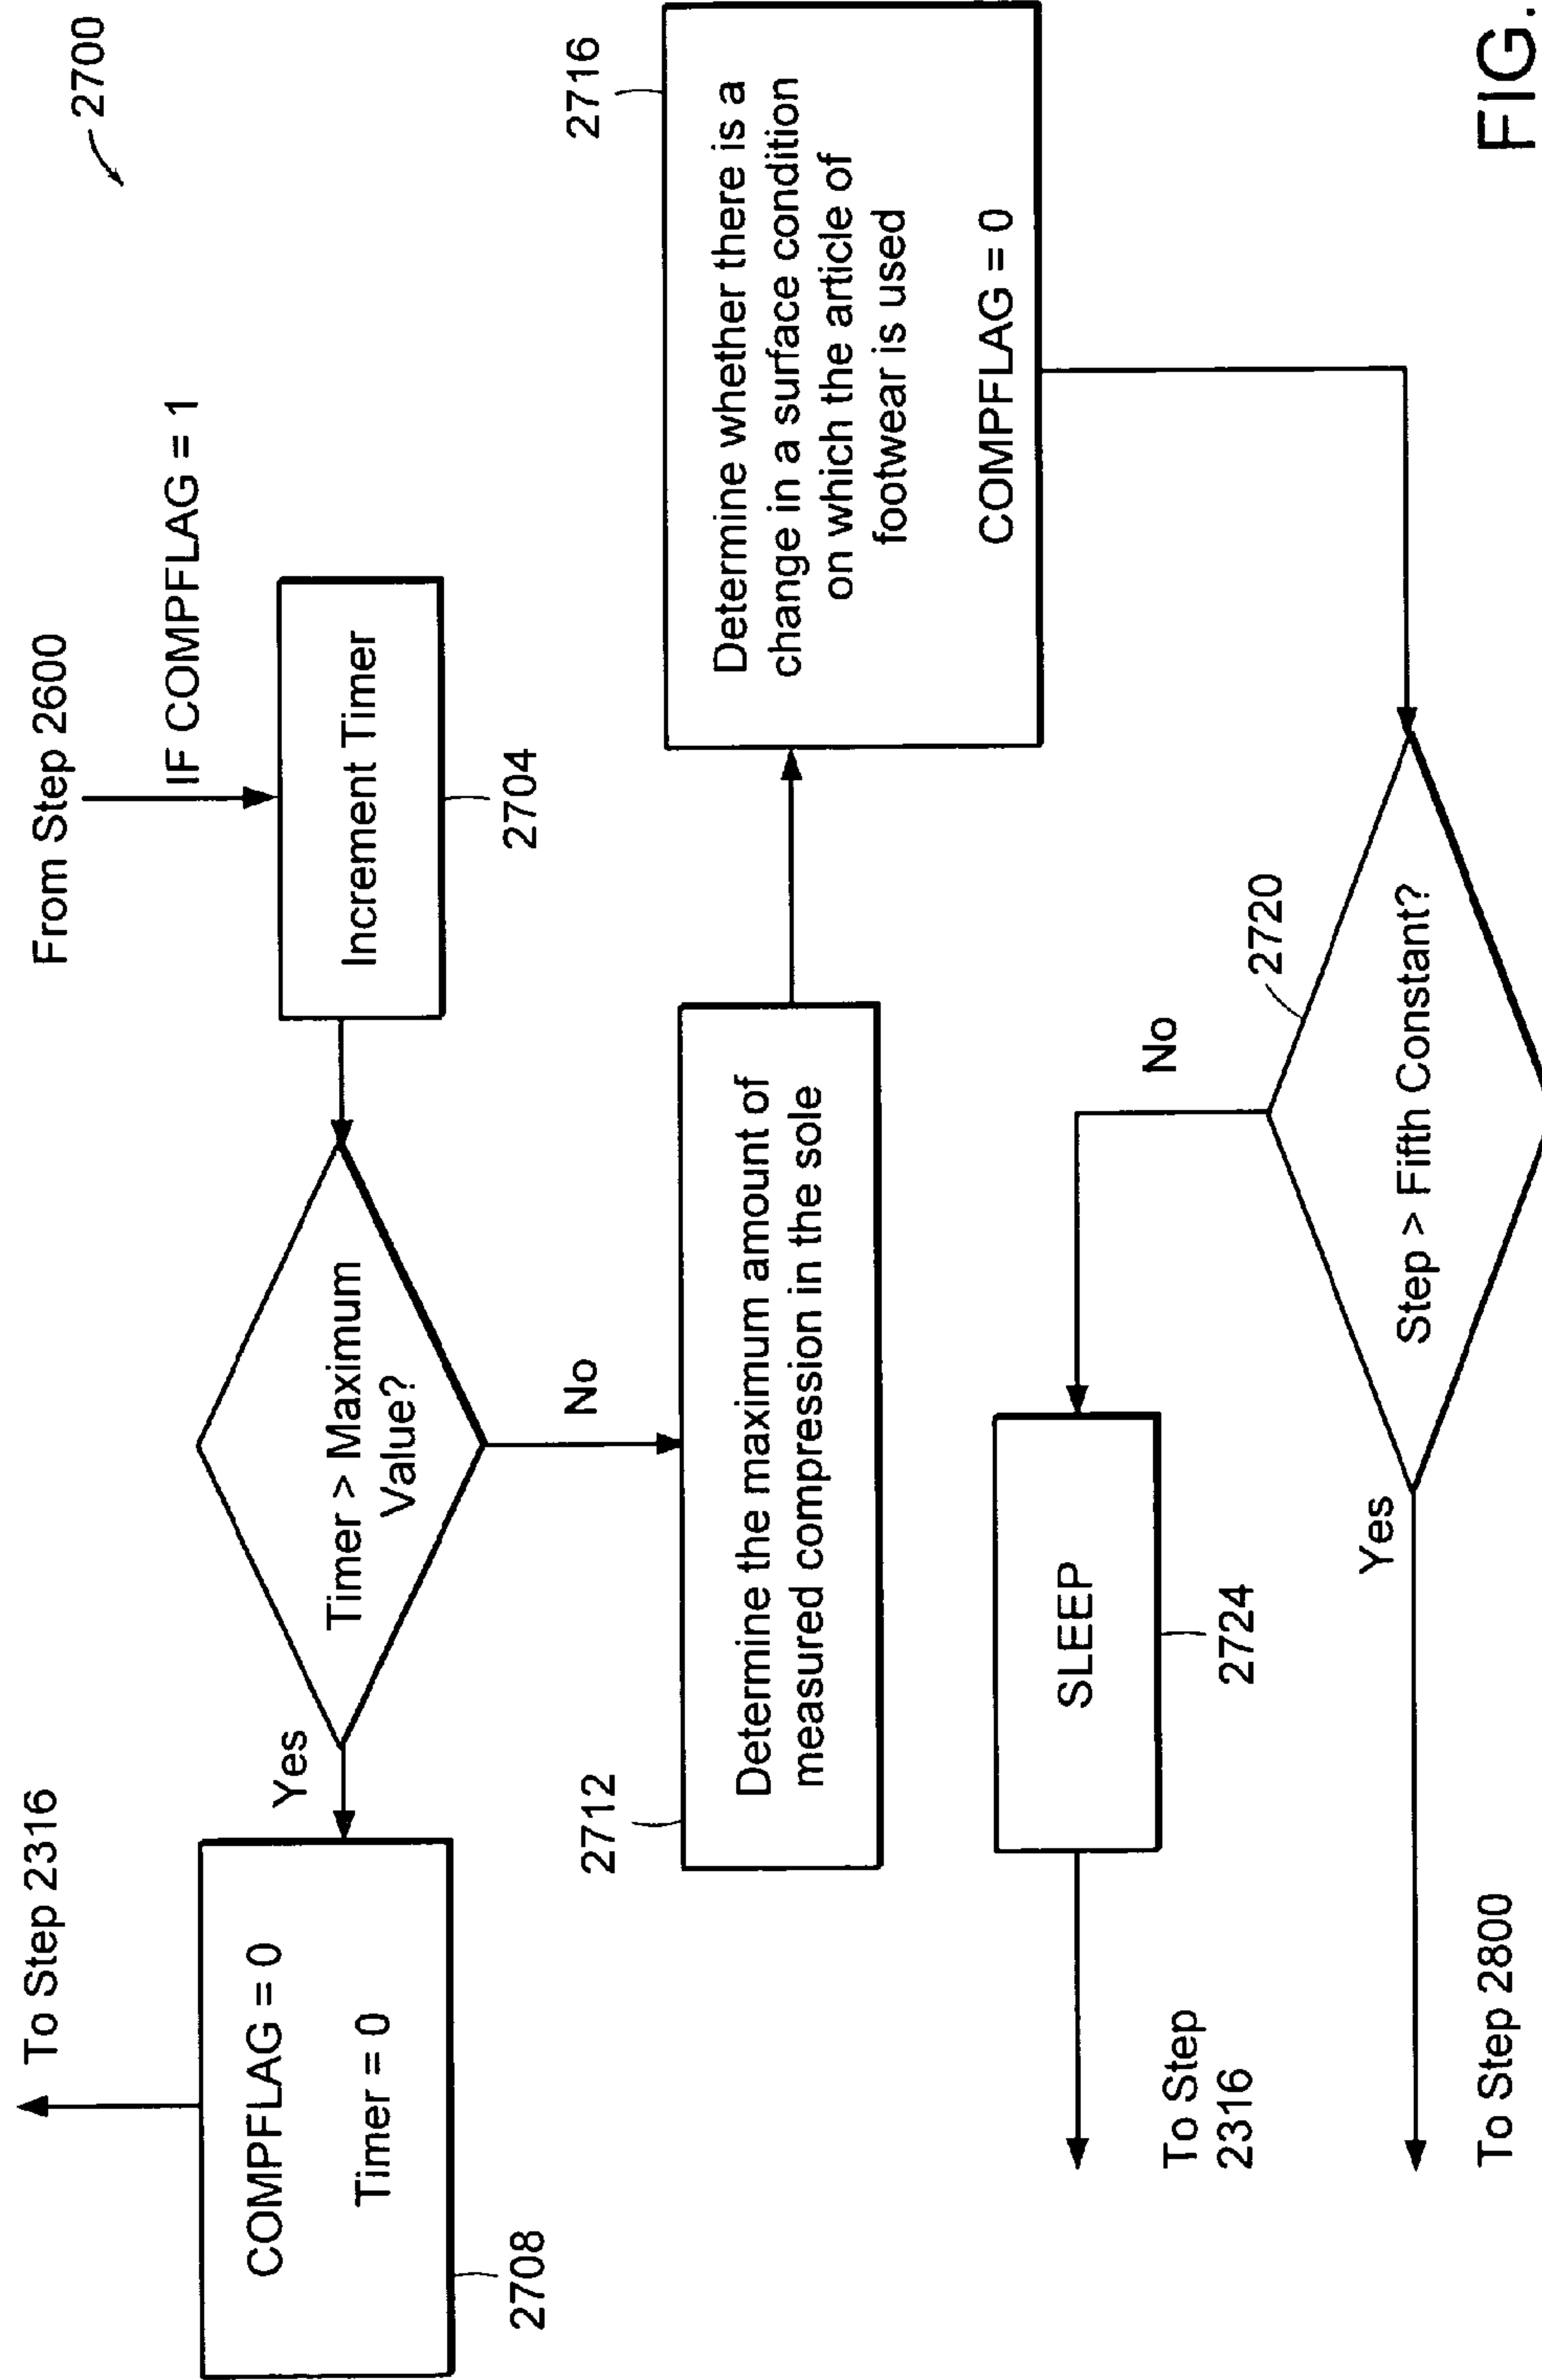 2700
From Step 2600
IF COMPFLAG = 1
Increment Timer
2704
Timer > Maximum
Value?
Yes
No
To Step 2316
COMPFLAG = 0
Timer = 0
2708
2712
Determine the maximum amount of
measured compression in the sole
2716
Determine whether there is a
change in a surface condition
on which the article of
footwear is used
COMPFLAG = 0
2720
Step > Fifth Constant?
No
SLEEP
2724
To Step
2316
Yes
To Step 2800
FIG.